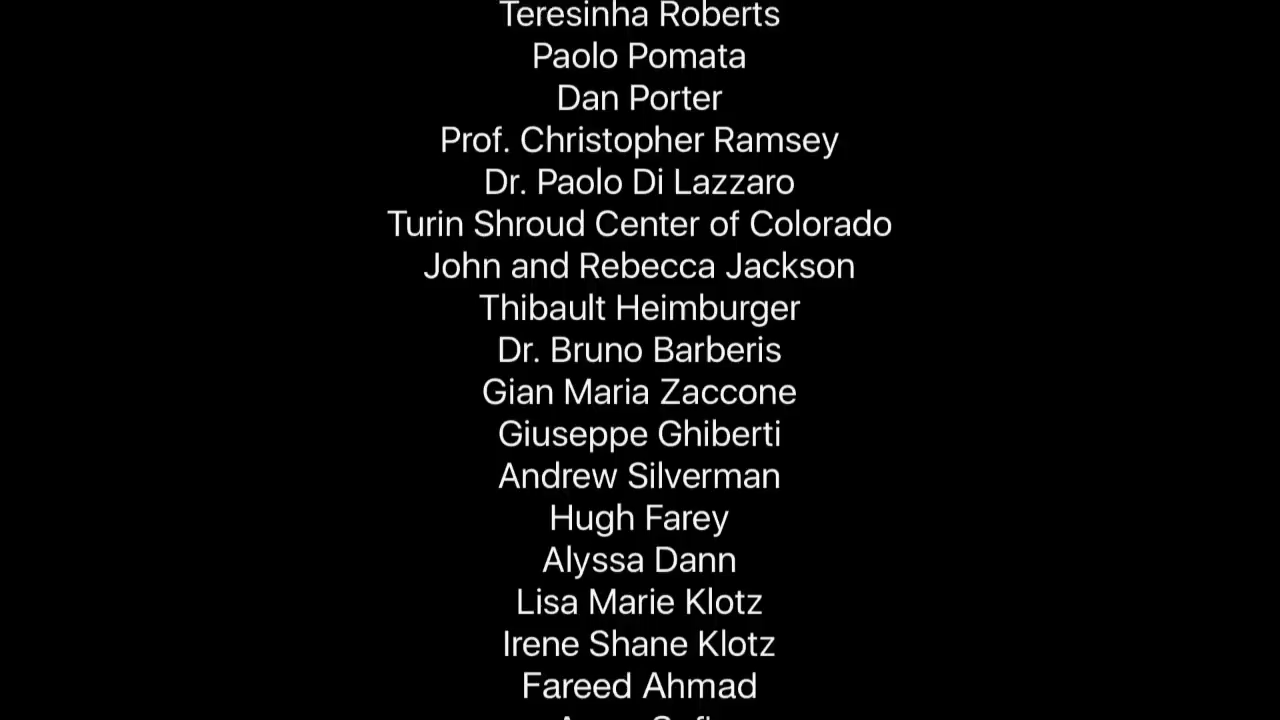 Teresinha Roberts
Paolo Pomata
Dan Porter
Prof. Christopher Ramsey
Dr. Paolo Di Lazzaro
Turin Shroud Center of Colorado
John and Rebecca Jackson
Thibault Heimburger
Dr. Bruno Barberis
Gian Maria Zaccone
Giuseppe Ghiberti
Andrew Silverman
Hugh Farey
Alyssa Dann
Lisa Marie Klotz
Irene Shane Klotz
Fareed Ahmad